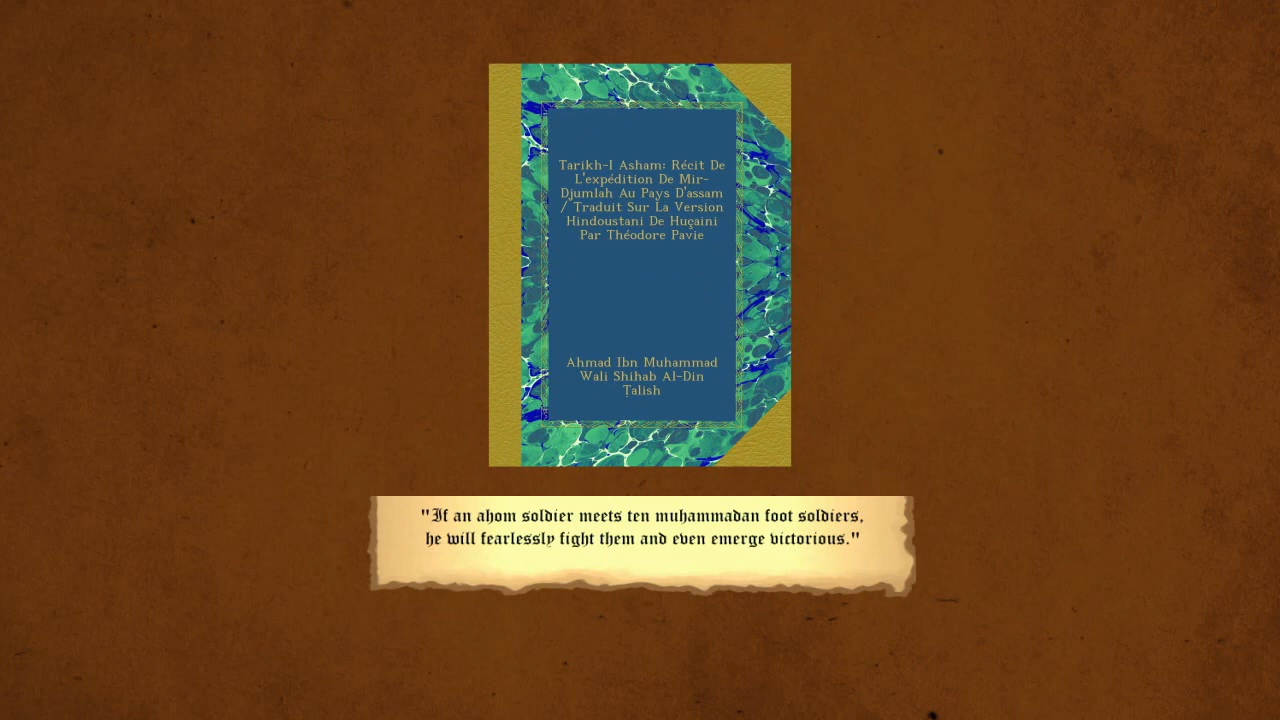 Tarikh-I Asham: Récit De
L'expédition De Mir-
Djumlah Au Pays D'assam
/ Traduit Sur La Version
Hindoustani De Huçaini
Par Théodore Pavie
Ahmad Ibn Muhammad
Wali Shihab Al-Din
Ṭalish
"If an ahom soldier meets ten muhammadan foot soldiers,
he will fearlessly fight them and even emerge victorious."